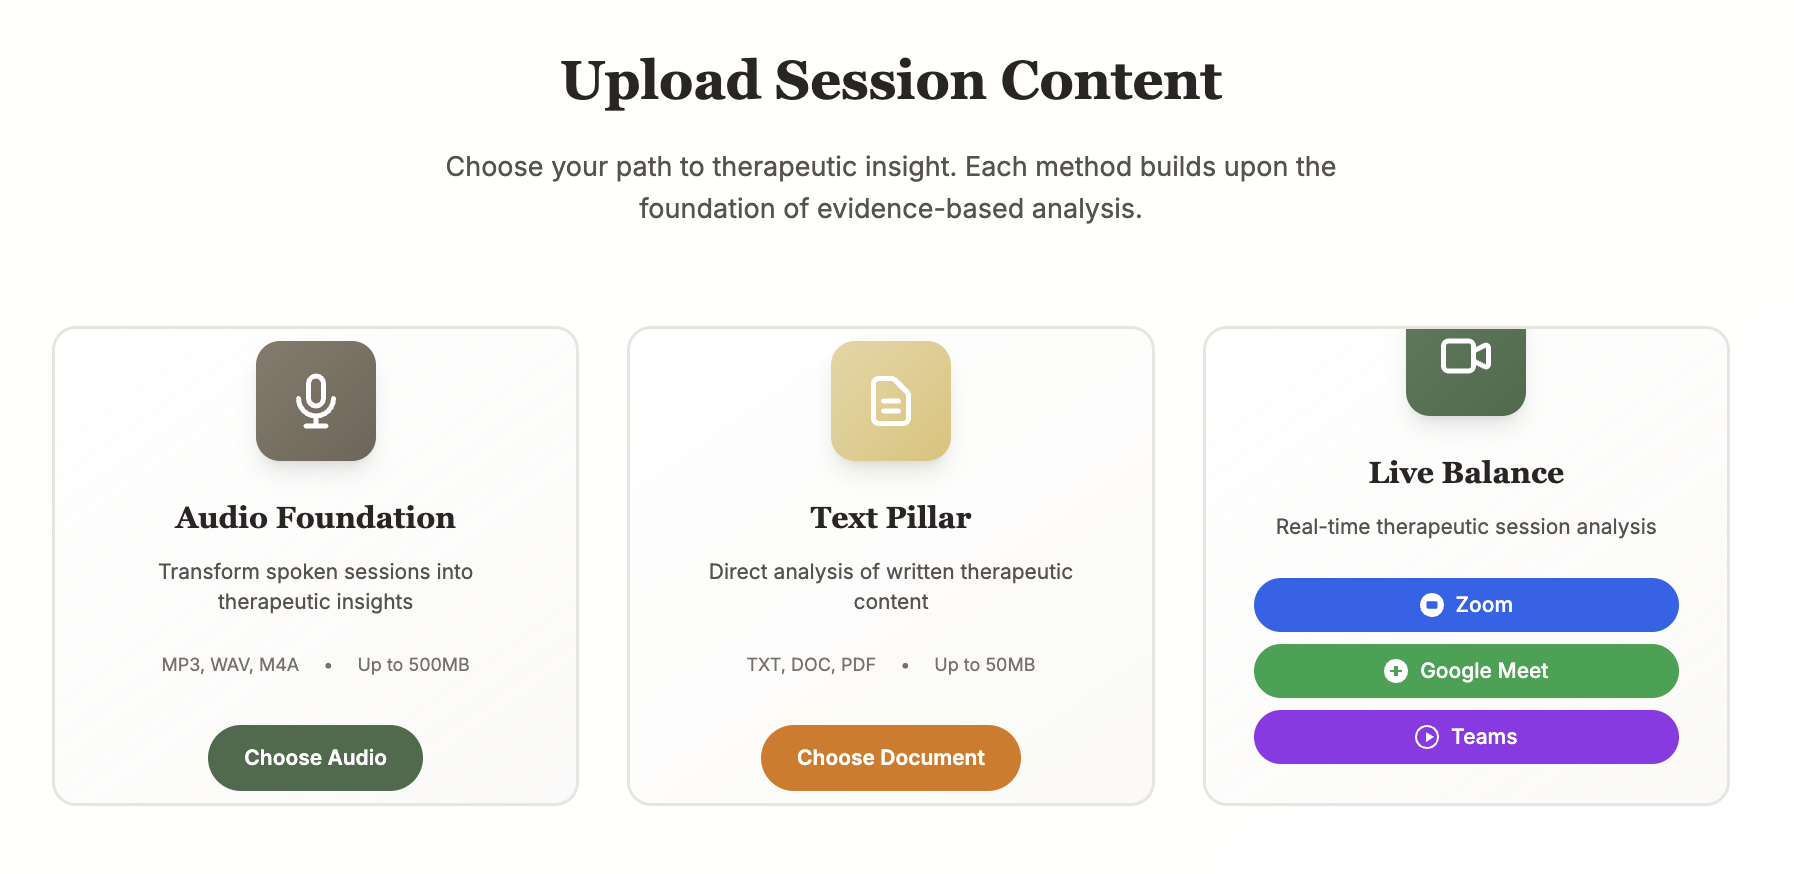 Upload Session Content
Choose your path to therapeutic insight. Each method builds upon the
foundation of evidence-based analysis.
Audio Foundation
Transform spoken sessions into
therapeutic insights
MP3, WAV, M4A • Up to 500MB
Choose Audio
Text Pillar
Direct analysis of written therapeutic
content
TXT, DOC, PDF • Up to 50MB
Choose Document
Live Balance
Real-time therapeutic session analysis
Zoom
Google Meet
Teams